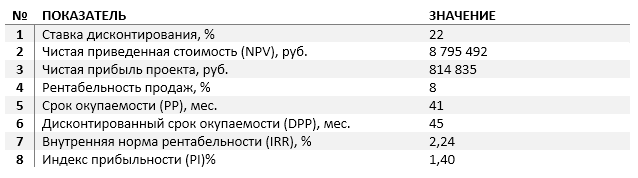 № ПОКАЗАТЕЛЬ ЗНАЧЕНИЕ
1 Ставка дисконтирования, % 22
2 Чистая приведенная стоимость (NPV), руб. 8 795 492
3 Чистая прибыль проекта, руб. 814 835
4 Рентабельность продаж, % 8
5 Срок окупаемости (PP), мес. 41
6 Дисконтированный срок окупаемости (DPP), мес. 45
7 Внутренняя норма рентабельности (IRR), % 2,24
8 Индекс прибыльности (PI)% 1,40